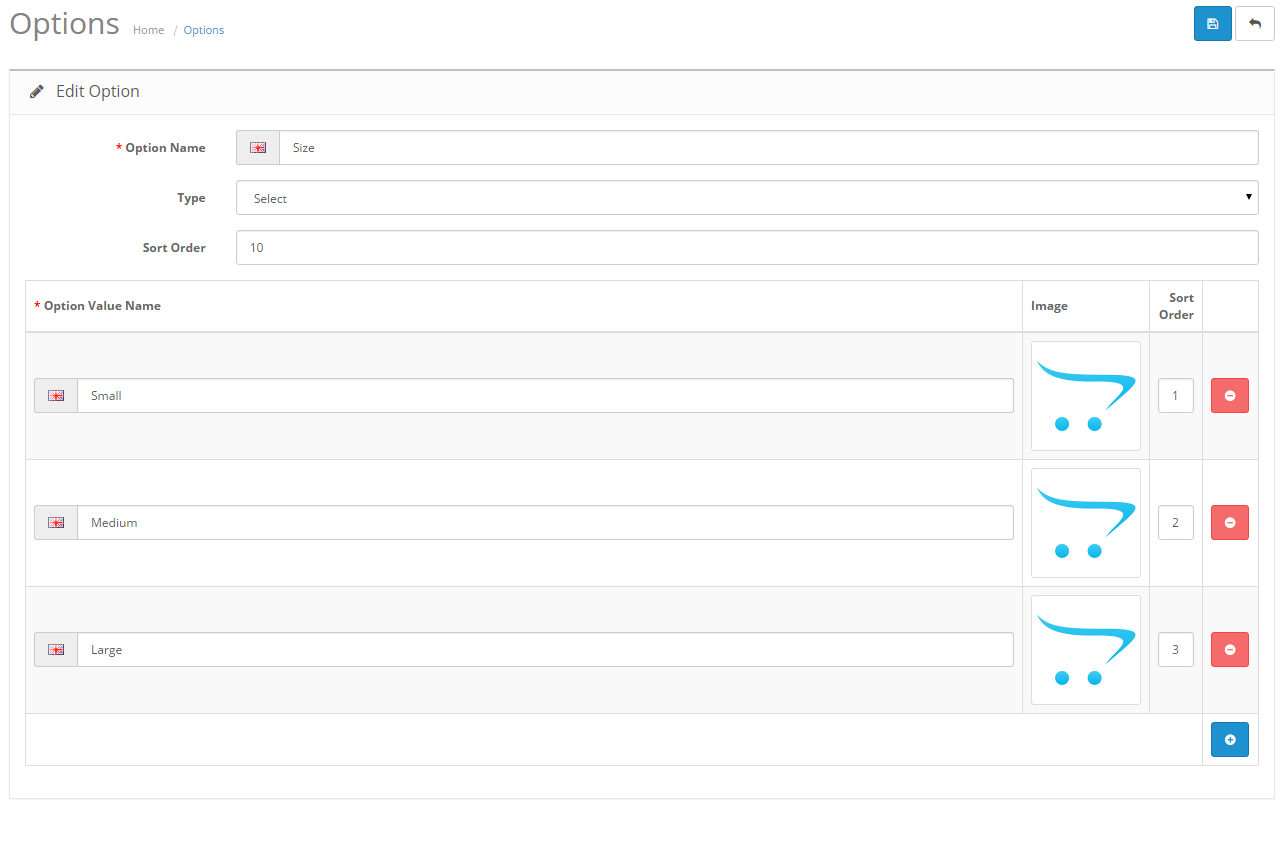 Options Home / Options
Edit Option
* Option Name Size
Type Select
Sort Order 10
* Option Value Name Image Sort
Order
Small 1
Medium 2
Large 3